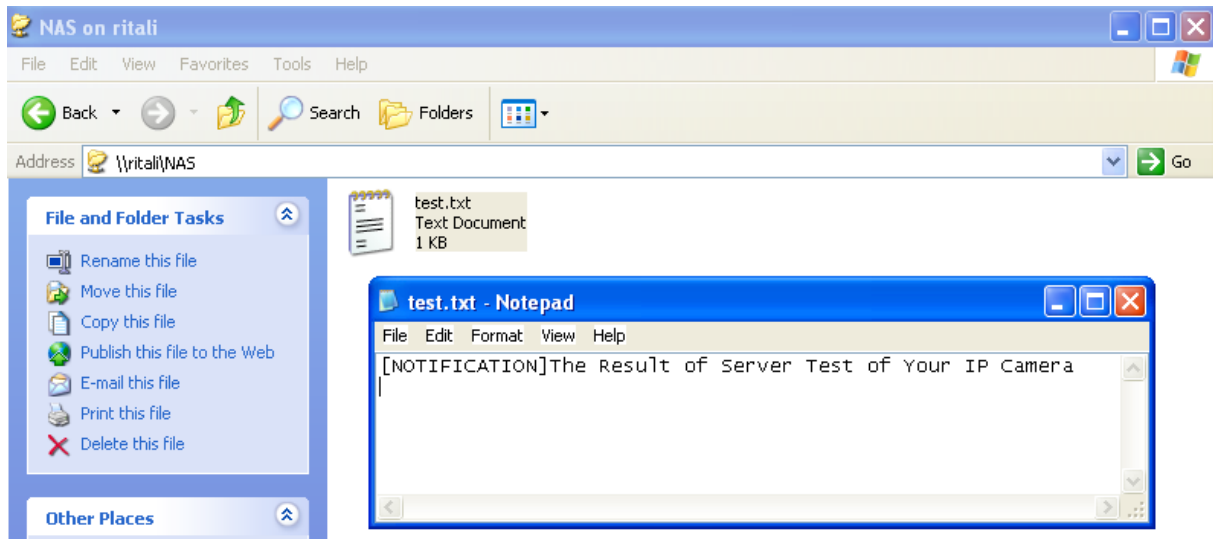 NAS on ritali
File Edit View Favorites Tools Help
Back Search Folders
Address \\ritali\NAS Go
File and Folder Tasks
Rename this file
Move this file
Copy this file
Publish this file to the Web
E-mail this file
Print this file
Delete this file
Other Places
test.txt
Text Document
1 KB
test.txt - Notepad
File Edit Format View Help
[NOTIFICATION]The Result of Server Test of Your IP Camera